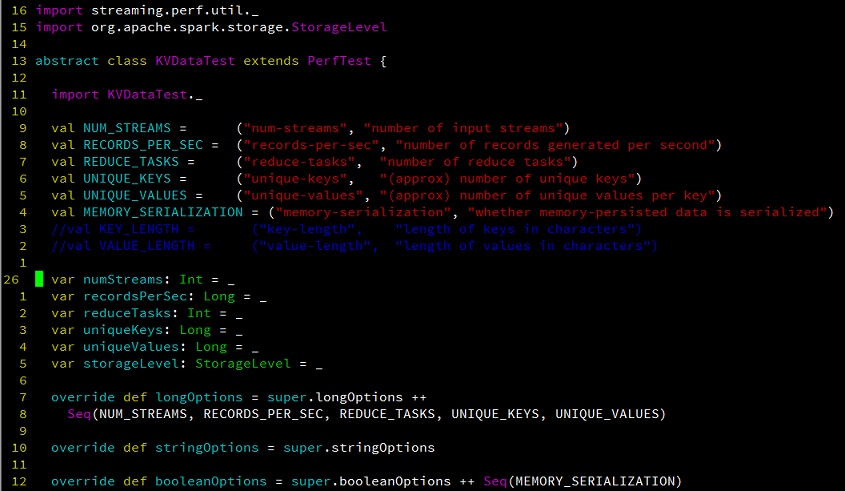 16 import streaming.perf.util._
15 import org.apache.spark.storage.StorageLevel
14
13 abstract class KVDataTest extends PerfTest {
12
11   import KVDataTest._
10
 9   val NUM_STREAMS =      ("num-streams", "number of input streams")
 8   val RECORDS_PER_SEC =  ("records-per-sec", "number of records generated per second")
 7   val REDUCE_TASKS =     ("reduce-tasks",  "number of reduce tasks")
 6   val UNIQUE_KEYS =      ("unique-keys",   "(approx) number of unique keys")
 5   val UNIQUE_VALUES =    ("unique-values", "(approx) number of unique values per key")
 4   val MEMORY_SERIALIZATION = ("memory-serialization", "whether memory-persisted data is serialized")
 3   //val KEY_LENGTH =       ("key-length",    "length of keys in characters")
 2   //val VALUE_LENGTH =     ("value-length",  "length of values in characters")
 1
26   var numStreams: Int = _
 1   var recordsPerSec: Long = _
 2   var reduceTasks: Int = _
 3   var uniqueKeys: Long = _
 4   var uniqueValues: Long = _
 5   var storageLevel: StorageLevel = _
 6
 7   override def longOptions = super.longOptions ++
 8     Seq(NUM_STREAMS, RECORDS_PER_SEC, REDUCE_TASKS, UNIQUE_KEYS, UNIQUE_VALUES)
 9
10   override def stringOptions = super.stringOptions
11
12   override def booleanOptions = super.booleanOptions ++ Seq(MEMORY_SERIALIZATION)